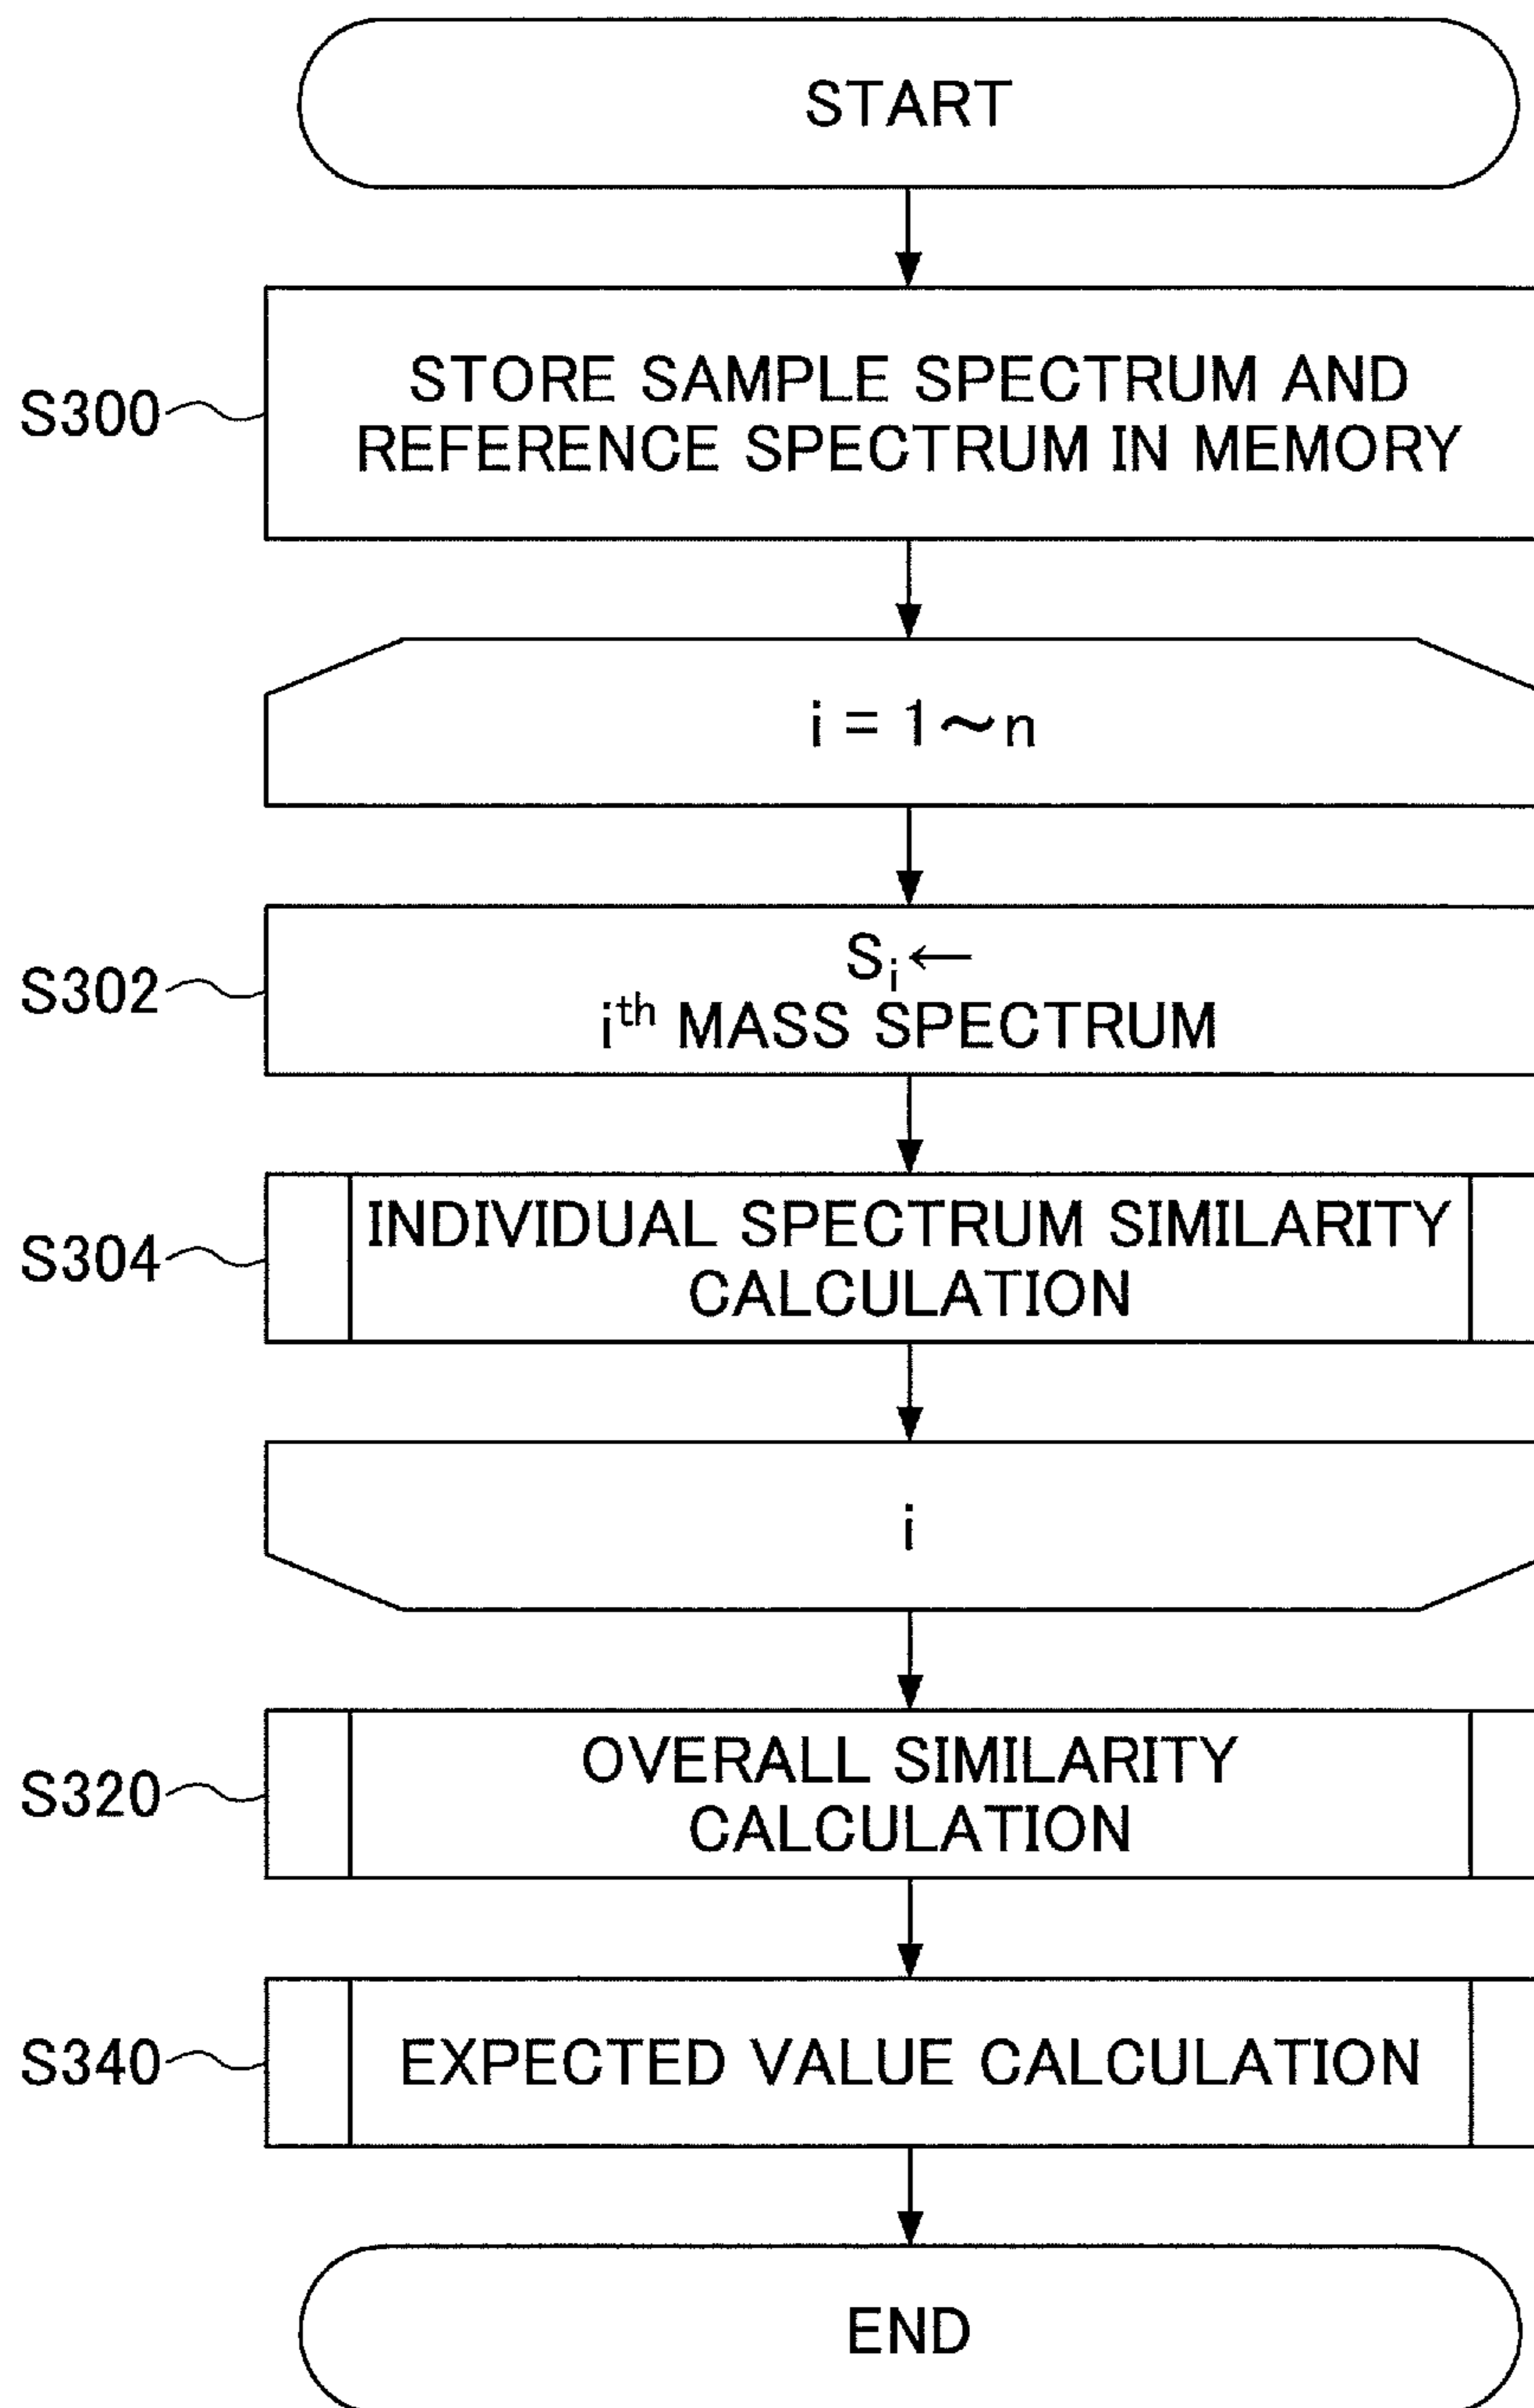 START
S300
STORE SAMPLE SPECTRUM AND
REFERENCE SPECTRUM IN MEMORY
i = 1~n
S302
Si←
ith MASS SPECTRUM
S304
INDIVIDUAL SPECTRUM SIMILARITY
CALCULATION
i
S320
OVERALL SIMILARITY
CALCULATION
S340
EXPECTED VALUE CALCULATION
END